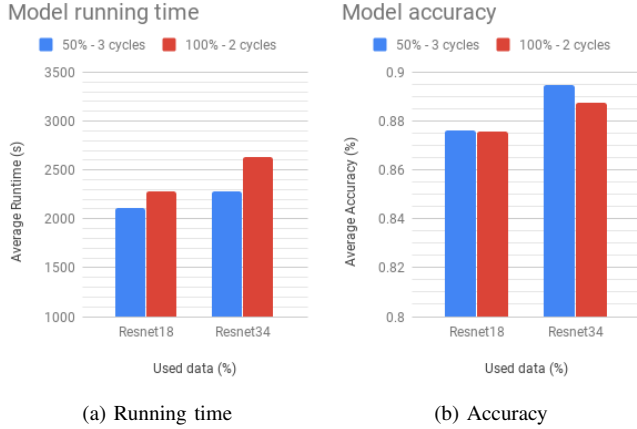 Model running time
50% - 3 cycles 100% - 2 cycles
3500
3000
2500
2000
1500
1000
Average Runtime (s)
Resnet18 Resnet34
Used data (%)
(a) Running time
Model accuracy
50% - 3 cycles 100% - 2 cycles
0.9
0.88
0.86
0.84
0.82
0.8
Average Accuracy (%)
Resnet18 Resnet34
Used data (%)
(b) Accuracy